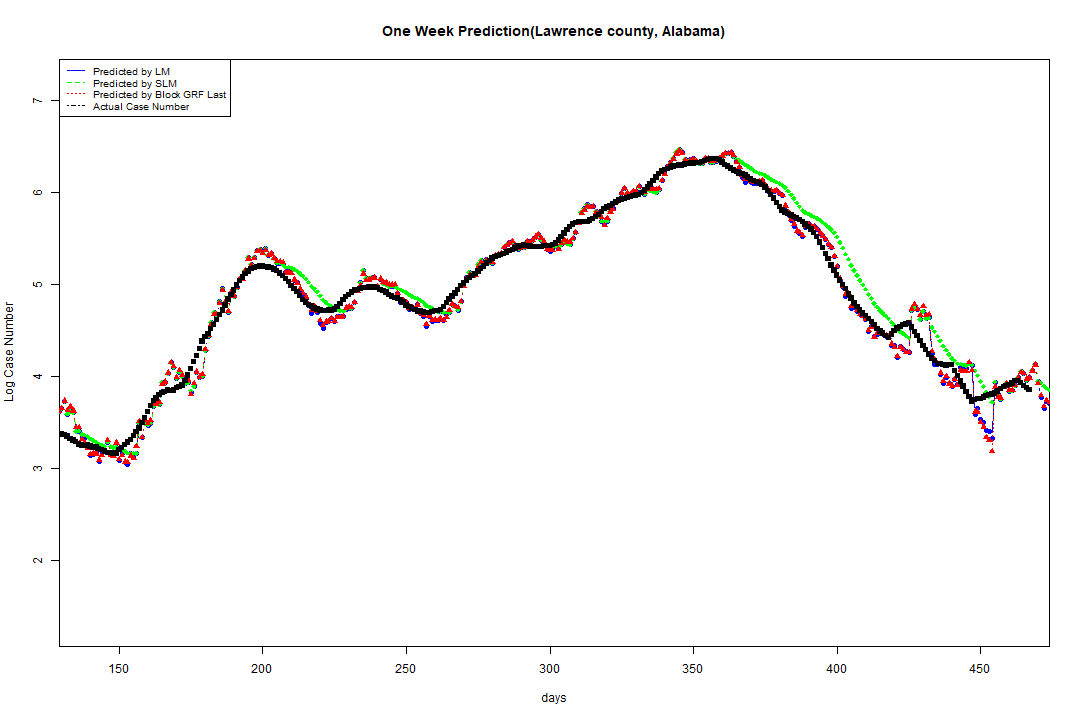 One Week Prediction(Lawrence county, Alabama)
Predicted by LM
Predicted by SLM
Predicted by Block GRF Last
Actual Case Number
7
6
5
4
3
2
Log Case Number
150 200 250 300 350 400 450
days